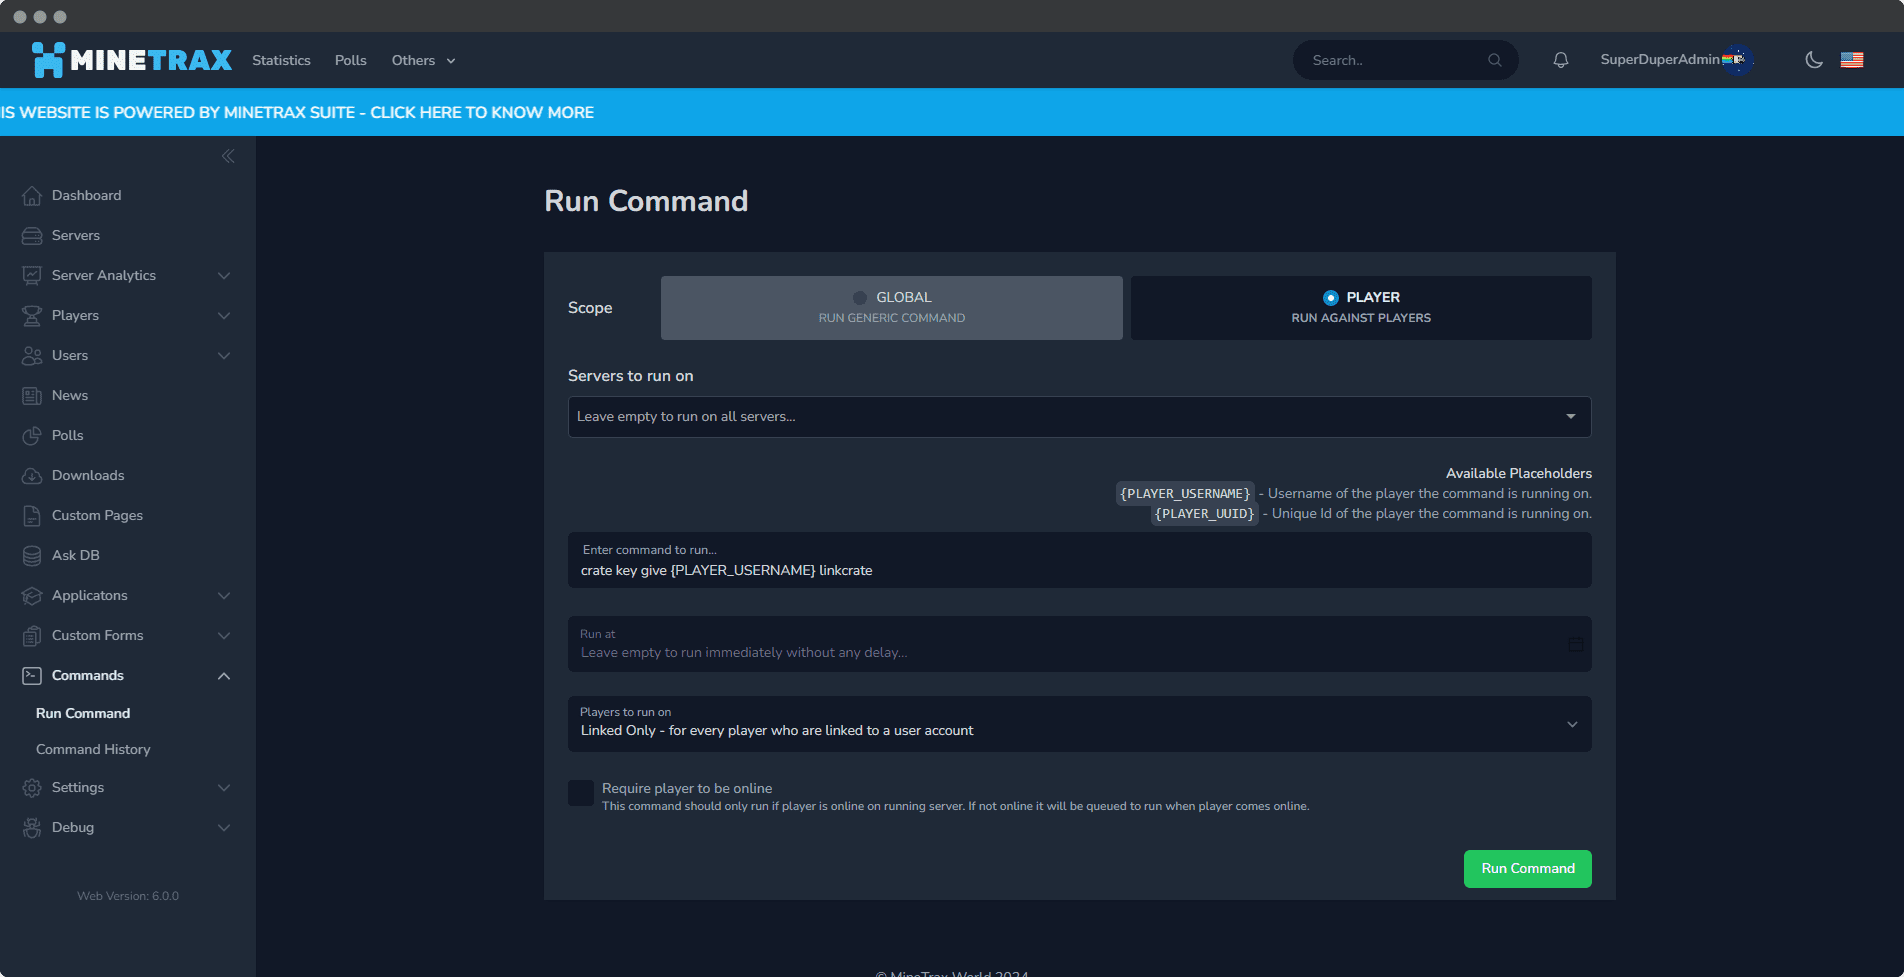 MINETRAX
Statistics
Polls
Others
Search..
SuperDuperAdmin
IS WEBSITE IS POWERED BY MINETRAX SUITE - CLICK HERE TO KNOW MORE
Dashboard
Servers
Server Analytics
Players
Users
News
Polls
Downloads
Custom Pages
Ask DB
Applicatons
Custom Forms
Commands
Run Command
Command History
Settings
Debug
Web Version: 6.0.0
Run Command
Scope
GLOBAL
RUN GENERIC COMMAND
PLAYER
RUN AGAINST PLAYERS
Servers to run on
Leave empty to run on all servers...
Available Placeholders
{PLAYER_USERNAME} - Username of the player the command is running on.
{PLAYER_UUID} - Unique Id of the player the command is running on.
Enter command to run...
crate key give {PLAYER_USERNAME} linkcrate
Run at
Leave empty to run immediately without any delay...
Players to run on
Linked Only - for every player who are linked to a user account
Require player to be online
This command should only run if player is online on running server. If not online it will be queued to run when player comes online.
Run Command
© MineTrax World 2024